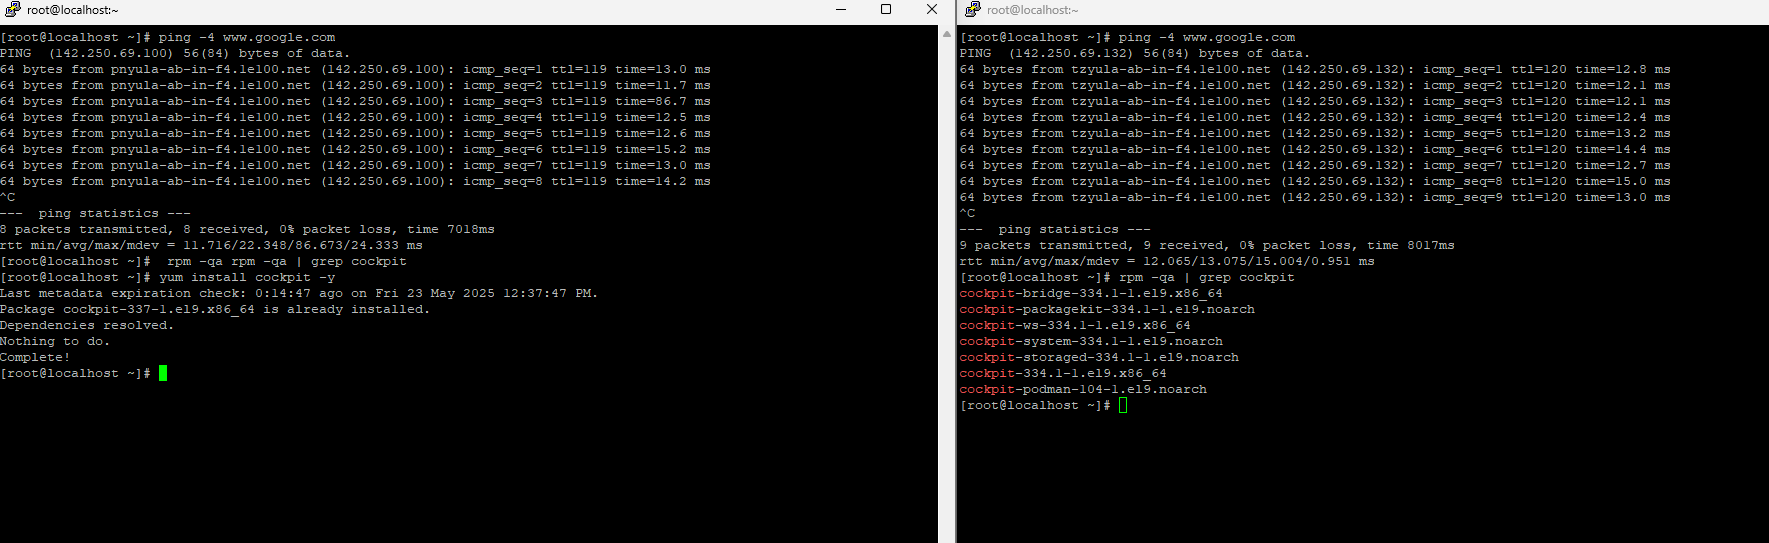 root@localhost:~
[root@localhost ~]# ping -4 www.google.com
PING  (142.250.69.100) 56(84) bytes of data.
64 bytes from pnyula-ab-in-f4.1e100.net (142.250.69.100): icmp_seq=1 ttl=119 time=13.0 ms
64 bytes from pnyula-ab-in-f4.1e100.net (142.250.69.100): icmp_seq=2 ttl=119 time=11.7 ms
64 bytes from pnyula-ab-in-f4.1e100.net (142.250.69.100): icmp_seq=3 ttl=119 time=86.7 ms
64 bytes from pnyula-ab-in-f4.1e100.net (142.250.69.100): icmp_seq=4 ttl=119 time=12.5 ms
64 bytes from pnyula-ab-in-f4.1e100.net (142.250.69.100): icmp_seq=5 ttl=119 time=12.6 ms
64 bytes from pnyula-ab-in-f4.1e100.net (142.250.69.100): icmp_seq=6 ttl=119 time=15.2 ms
64 bytes from pnyula-ab-in-f4.1e100.net (142.250.69.100): icmp_seq=7 ttl=119 time=13.0 ms
64 bytes from pnyula-ab-in-f4.1e100.net (142.250.69.100): icmp_seq=8 ttl=119 time=14.2 ms
^C
---  ping statistics ---
8 packets transmitted, 8 received, 0% packet loss, time 7018ms
rtt min/avg/max/mdev = 11.716/22.348/86.673/24.333 ms
[root@localhost ~]#  rpm -qa rpm -qa | grep cockpit
[root@localhost ~]# yum install cockpit -y
Last metadata expiration check: 0:14:47 ago on Fri 23 May 2025 12:37:47 PM.
Package cockpit-337-1.el9.x86_64 is already installed.
Dependencies resolved.
Nothing to do.
Complete!
[root@localhost ~]#
root@localhost:~
[root@localhost ~]# ping -4 www.google.com
PING  (142.250.69.132) 56(84) bytes of data.
64 bytes from tzyula-ab-in-f4.1e100.net (142.250.69.132): icmp_seq=1 ttl=120 time=12.8 ms
64 bytes from tzyula-ab-in-f4.1e100.net (142.250.69.132): icmp_seq=2 ttl=120 time=12.1 ms
64 bytes from tzyula-ab-in-f4.1e100.net (142.250.69.132): icmp_seq=3 ttl=120 time=12.1 ms
64 bytes from tzyula-ab-in-f4.1e100.net (142.250.69.132): icmp_seq=4 ttl=120 time=12.4 ms
64 bytes from tzyula-ab-in-f4.1e100.net (142.250.69.132): icmp_seq=5 ttl=120 time=13.2 ms
64 bytes from tzyula-ab-in-f4.1e100.net (142.250.69.132): icmp_seq=6 ttl=120 time=14.4 ms
64 bytes from tzyula-ab-in-f4.1e100.net (142.250.69.132): icmp_seq=7 ttl=120 time=12.7 ms
64 bytes from tzyula-ab-in-f4.1e100.net (142.250.69.132): icmp_seq=8 ttl=120 time=15.0 ms
64 bytes from tzyula-ab-in-f4.1e100.net (142.250.69.132): icmp_seq=9 ttl=120 time=13.0 ms
^C
---  ping statistics ---
9 packets transmitted, 9 received, 0% packet loss, time 8017ms
rtt min/avg/max/mdev = 12.065/13.075/15.004/0.951 ms
[root@localhost ~]# rpm -qa | grep cockpit
cockpit-bridge-334.1-1.el9.x86_64
cockpit-packagekit-334.1-1.el9.noarch
cockpit-ws-334.1-1.el9.x86_64
cockpit-system-334.1-1.el9.noarch
cockpit-storaged-334.1-1.el9.noarch
cockpit-334.1-1.el9.x86_64
cockpit-podman-104-1.el9.noarch
[root@localhost ~]#